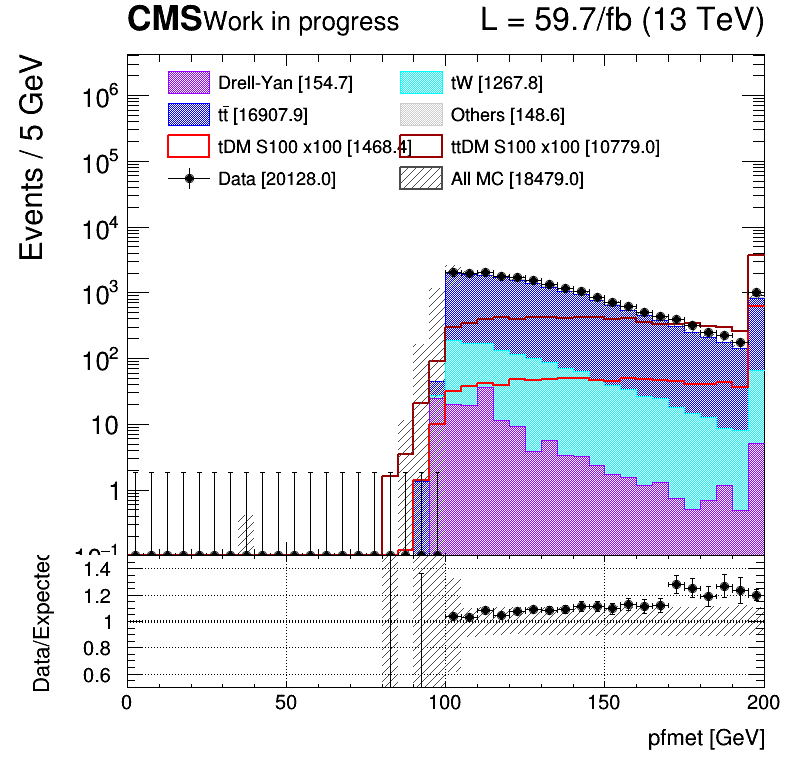 CMS Work in progress L = 59.7/fb (13 TeV)
Events / 5 GeV
Drell-Yan [154.7] tW [1267.8]
tt̄ [16907.9] Others [148.6]
tDM S100 x100 [1468.4] ttDM S100 x100 [10779.0]
Data [20128.0] All MC [18479.0]
10⁶
10⁵
10⁴
10³
10²
10
1
10⁻¹
Data/Expected
1.4
1.2
1
0.8
0.6
0 50 100 150 200
pfmet [GeV]